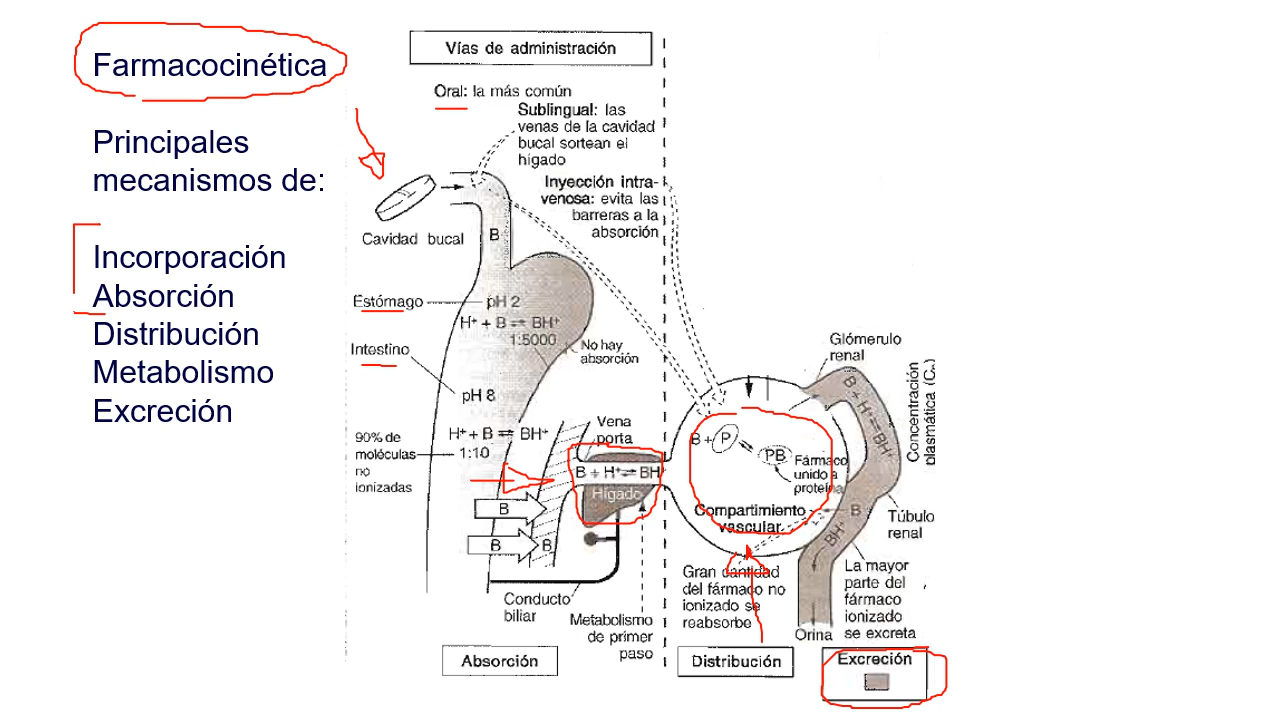 Farmacocinética
Principales
mecanismos de:
Incorporación
Absorción
Distribución
Metabolismo
Excreción
Vías de administración
Oral: la más común
Sublingual: las
venas de la cavidad
bucal sortean el
hígado
Inyección intra-
venosa: evita las
barreras a la
absorción
Cavidad bucal
B
Estómago
pH 2
H⁺ + B ⇌ BH⁺
1:5000
No hay
absorción
Intestino
pH 8
H⁺ + B ⇌ BH⁺
1:10
90% de
moléculas
no
ionizadas
B
B
B
Vena
porta
B + H⁺ ⇌ BH
Hígado
Conducto
biliar
Metabolismo
de primer
paso
Absorción
B + P
PB
Fármaco
unido a
proteína
Compartimiento
vascular
Gran cantidad
del fármaco no
ionizado se
reabsorbe
Distribución
Glómerulo
renal
B + H⁺ ⇌ BH⁺
Concentración
plasmática
B
BH⁺
Túbulo
renal
La mayor
parte del
fármaco
ionizado
se excreta
Orina
Excreción